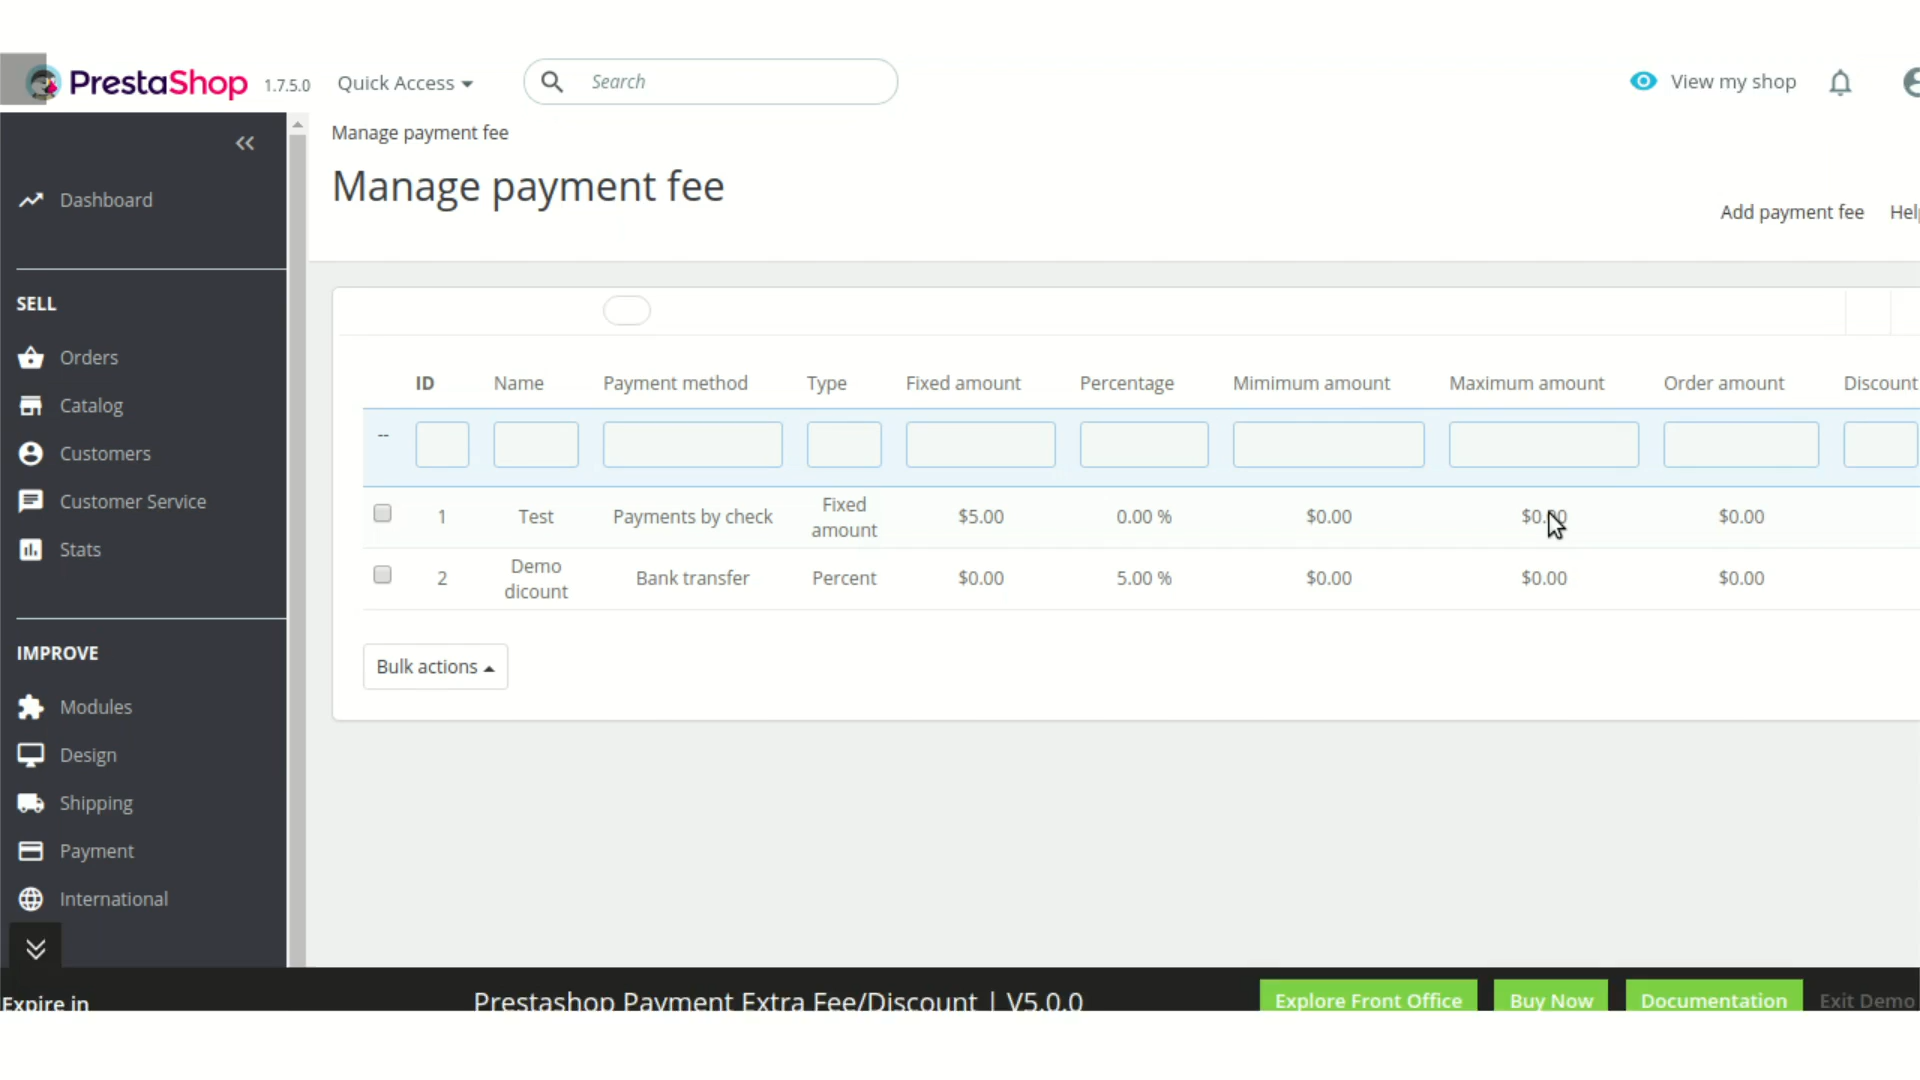 PrestaShop 1.7.5.0 Quick Access Search View my shop
Manage payment fee
Manage payment fee
Add payment fee
Dashboard
SELL
Orders
Catalog
Customers
Customer Service
Stats
IMPROVE
Modules
Design
Shipping
Payment
International
ID Name Payment method Type Fixed amount Percentage Mimimum amount Maximum amount Order amount Discount
--
1 Test Payments by check Fixed amount $5.00 0.00 % $0.00 $0.00 $0.00
2 Demo dicount Bank transfer Percent $0.00 5.00 % $0.00 $0.00 $0.00
Bulk actions
Expire in Prestashop Payment Extra Fee/Discount | V5.0.0 Explore Front Office Buy Now Documentation Exit Demo